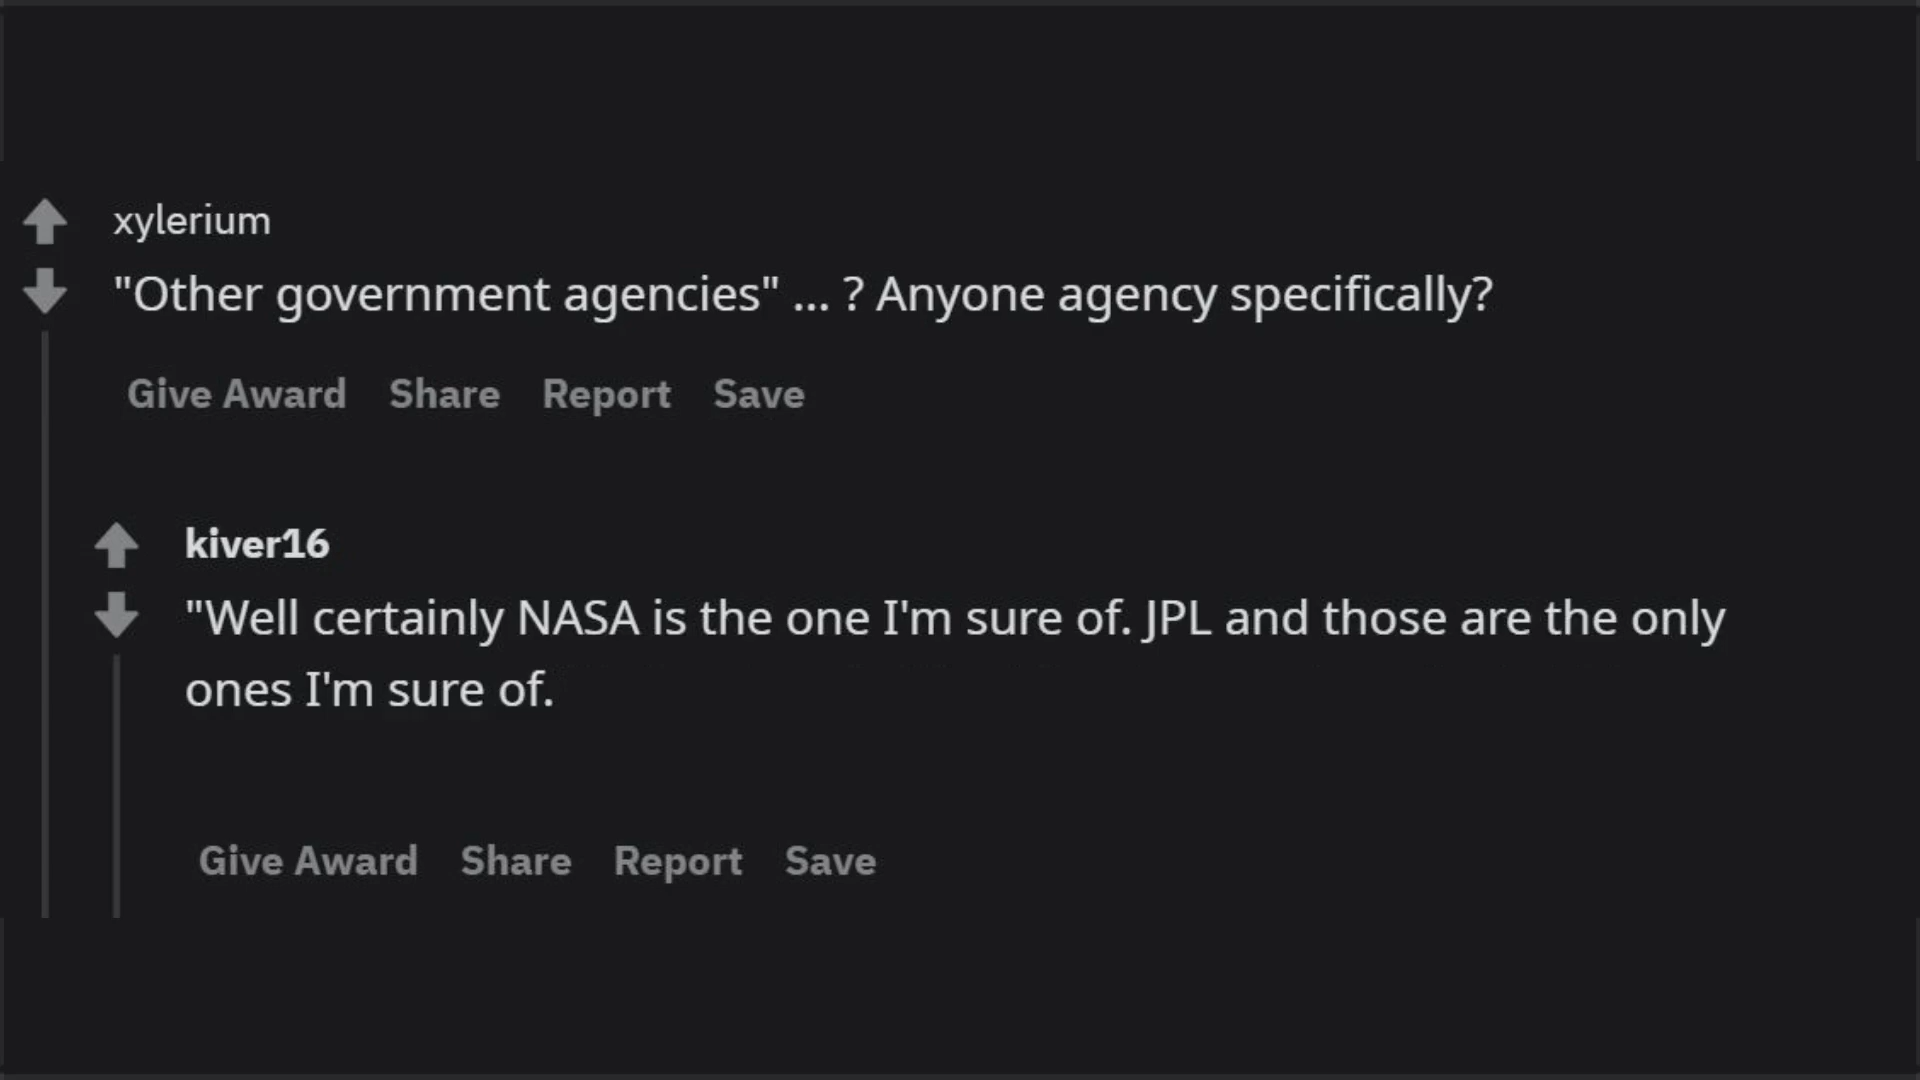 xylerium
"Other government agencies" ... ? Anyone agency specifically?
Give Award Share Report Save
kiver16
"Well certainly NASA is the one I'm sure of. JPL and those are the only
ones I'm sure of.
Give Award Share Report Save